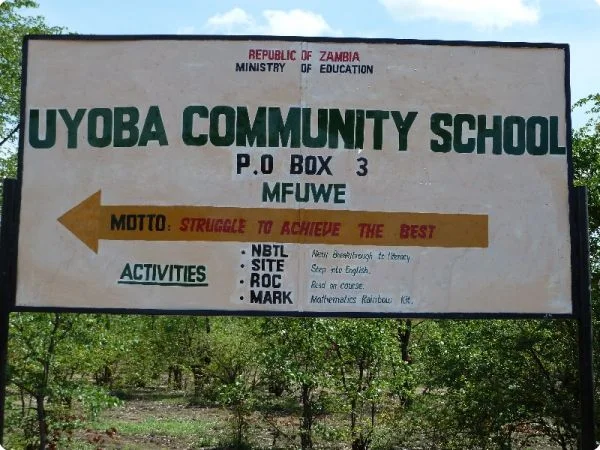 REPUBLIC OF ZAMBIA
MINISTRY OF EDUCATION
UYOBA COMMUNITY SCHOOL
P.O BOX 3
MFUWE
MOTTO: STRUGGLE TO ACHIEVE THE BEST
ACTIVITIES
· NBTL New Breakthrough to literacy.
· SITE Step into English.
· ROC Read on course.
· MARK Mathematics Rainbow Kit.